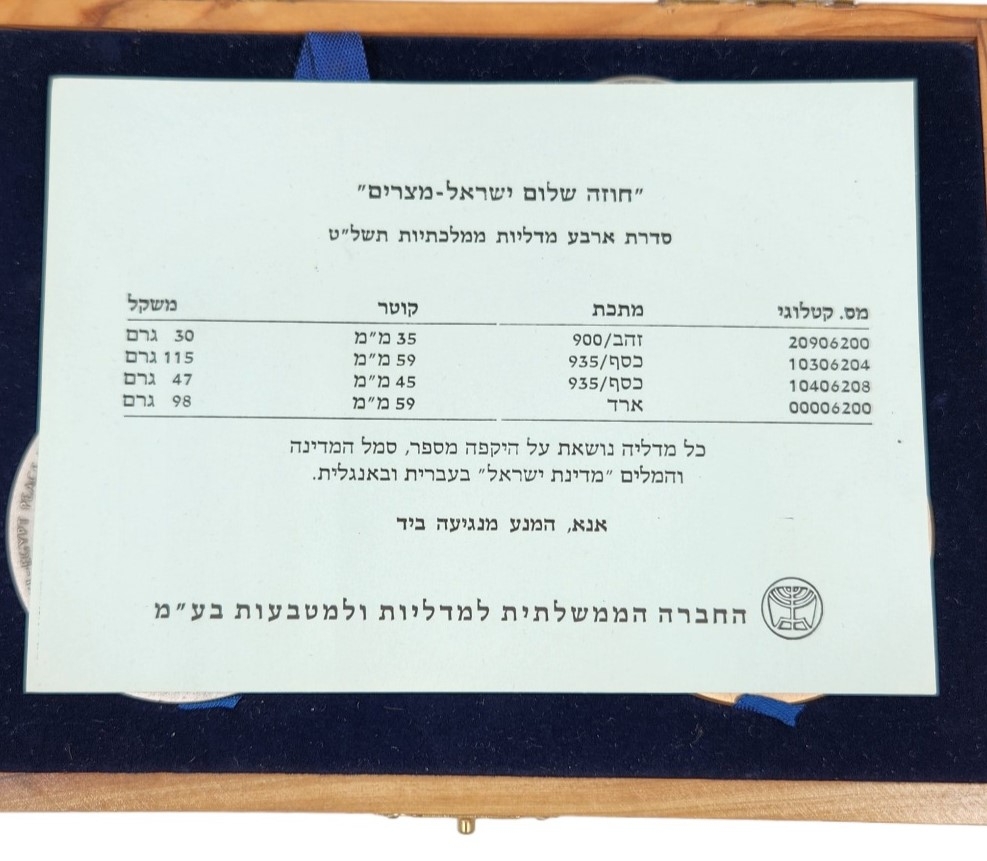 ״חוזה שלום ישראל-מצרים״
סדרת ארבע מדליות ממלכתיות תשל״ט
מס. קטלוגי מתכת קוטר משקל
20906200 זהב/900 35 מ״מ 30 גרם
10306204 כסף/935 59 מ״מ 115 גרם
10406208 כסף/935 45 מ״מ 47 גרם
00006200 ארד 59 מ״מ 98 גרם
כל מדליה נושאת על היקפה מספר, סמל המדינה
והמלים ״מדינת ישראל״ בעברית ובאנגלית.
אנא, המנע מנגיעה ביד
החברה הממשלתית למדליות ולמטבעות בע״מ